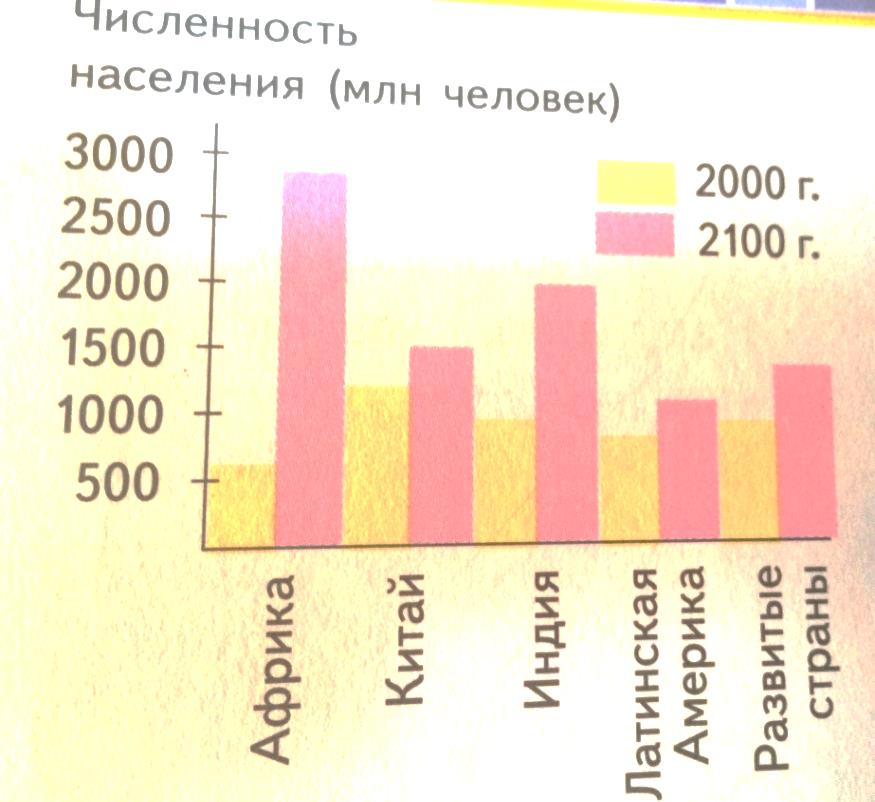 Численность
населения (млн человек)
3000
2500
2000
1500
1000
500
2000 г.
2100 г.
Африка
Китай
Индия
Латинская
Америка
Развитые
страны